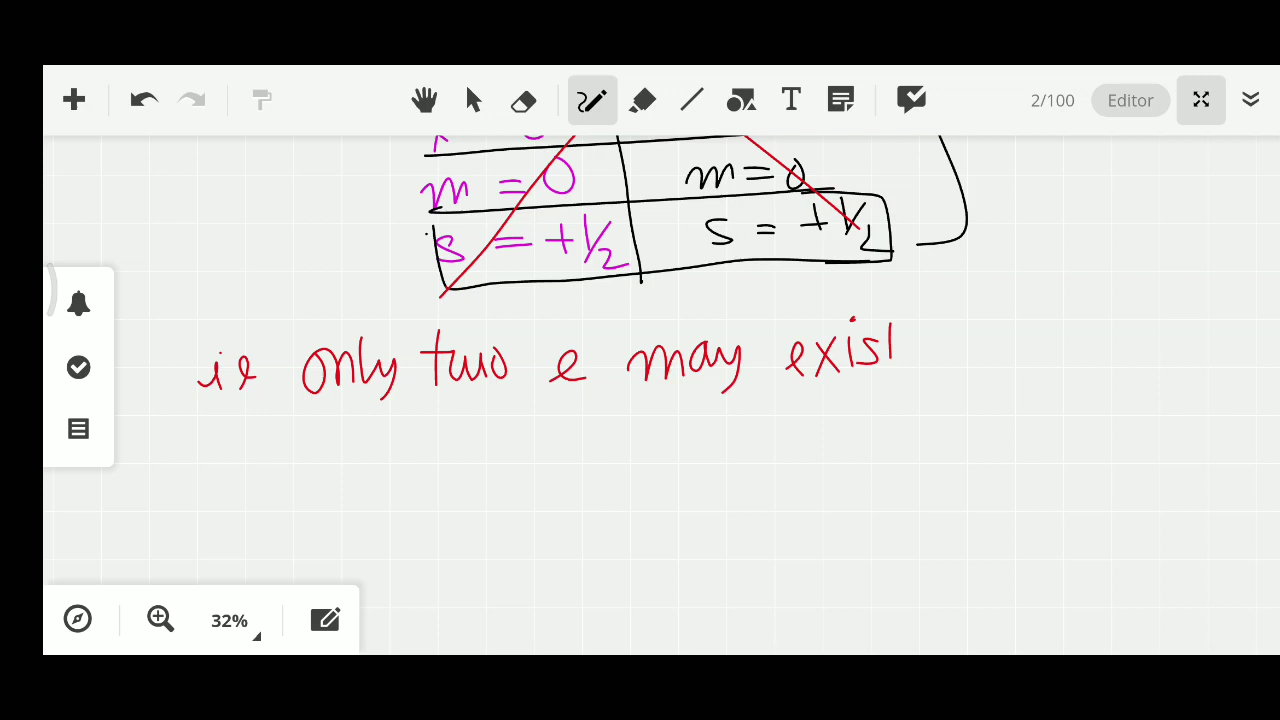 2/100 Editor
m = 0 m = 0
s = +1/2 s = +1/2
ie only two e may exist
32%